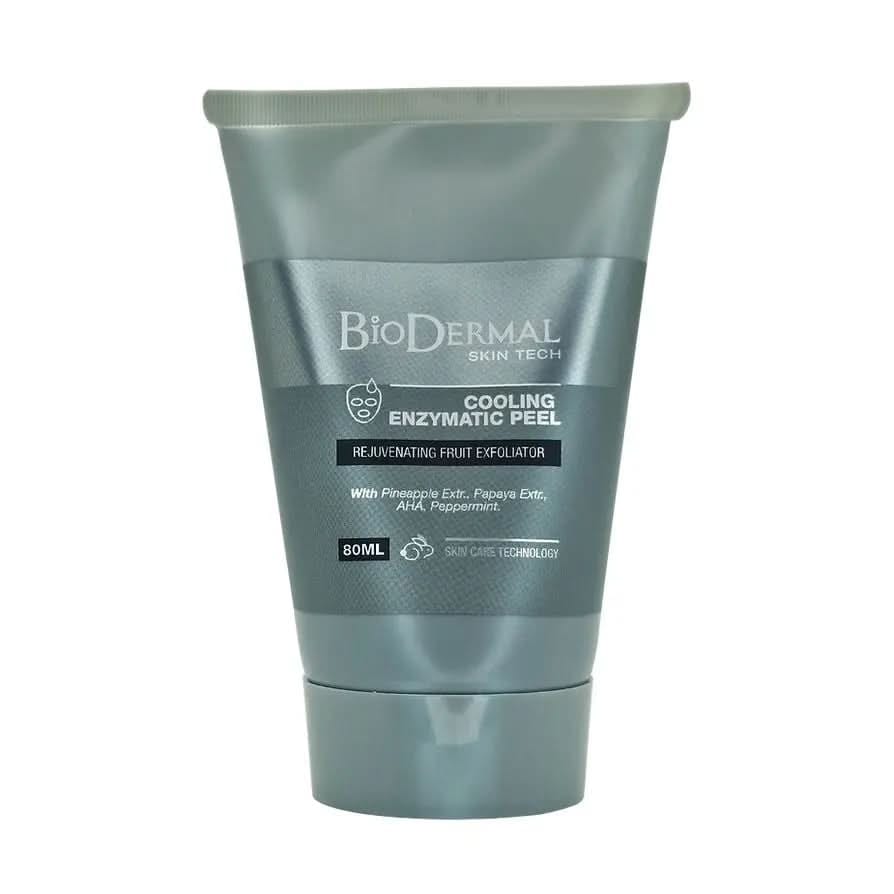 BIODERMAL
SKIN TECH
COOLING
ENZYMATIC PEEL
REJUVENATING FRUIT EXFOLIATOR
With Pineapple Extr., Papaya Extr.,
AHA, Peppermint.
80ML
SKIN CARE TECHNOLOGY